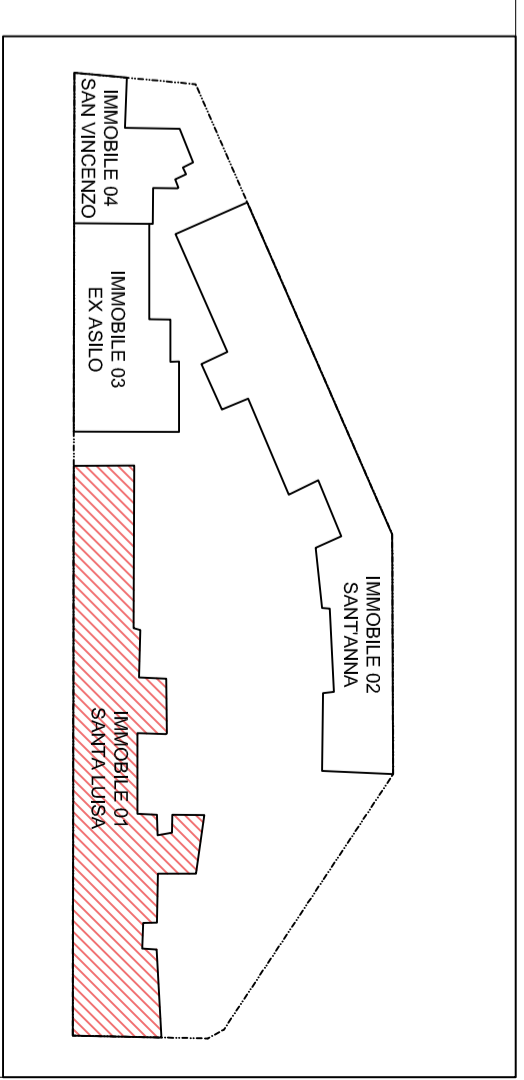 IMMOBILE 04
SAN VINCENZO
IMMOBILE 03
EX ASILO
IMMOBILE 02
SANT'ANNA
IMMOBILE 01
SANTA LUISA